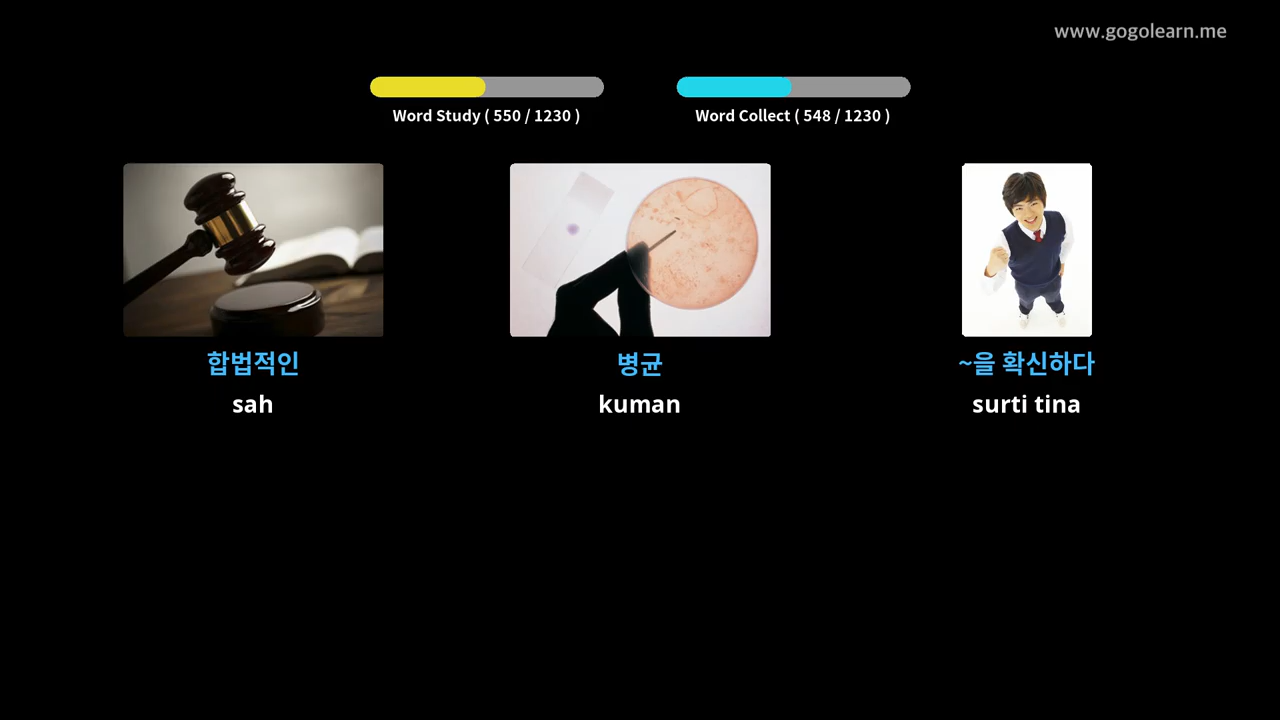 www.gogolearn.me
Word Study ( 550 / 1230 )
Word Collect ( 548 / 1230 )
합법적인
sah
병균
kuman
~을 확신하다
surti tina